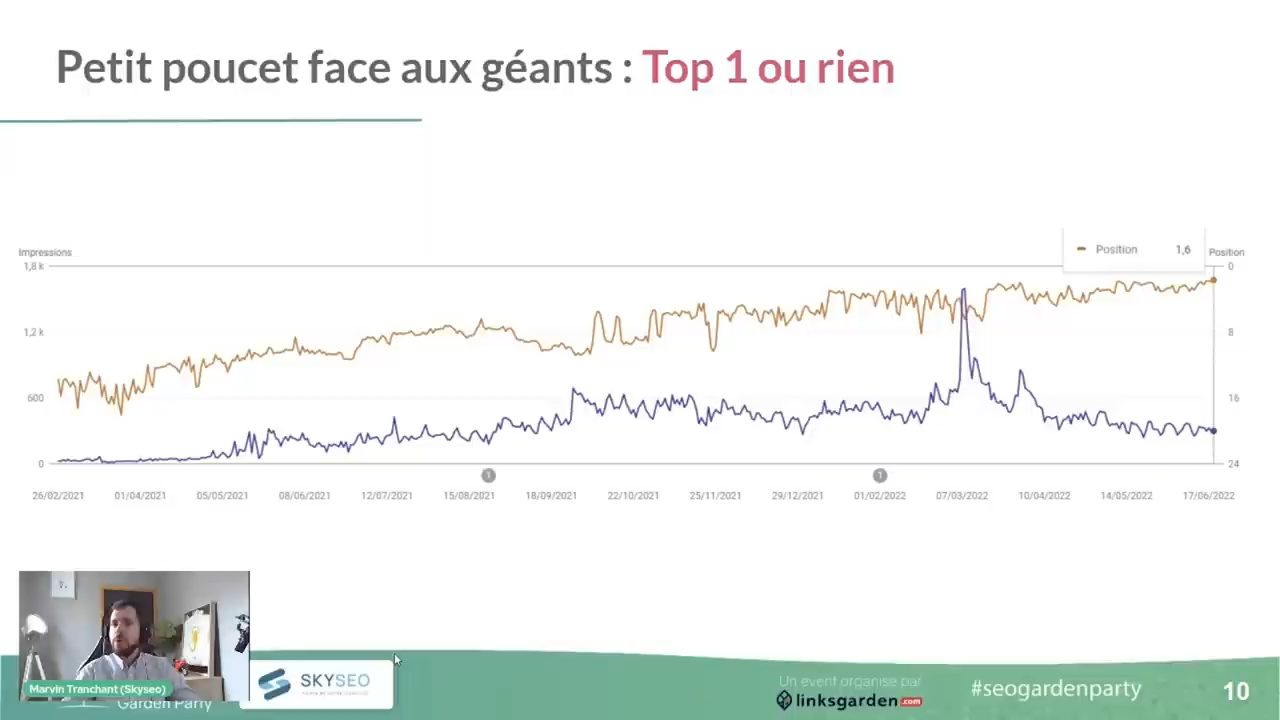 Petit poucet face aux géants : Top 1 ou rien
Position 1,6
Impressions
Position
1,8 k
0
1,2 k
8
600
16
0
24
1
1
26/02/2021 01/04/2021 05/05/2021 08/06/2021 12/07/2021 15/08/2021 18/09/2021 22/10/2021 25/11/2021 29/12/2021 01/02/2022 07/03/2022 10/04/2022 14/05/2022 17/06/2022
Marvin Tranchant (Skyseo)
Garden Party
SKYSEO
Un event organisé par
linksgarden.com
#seogardenparty
10